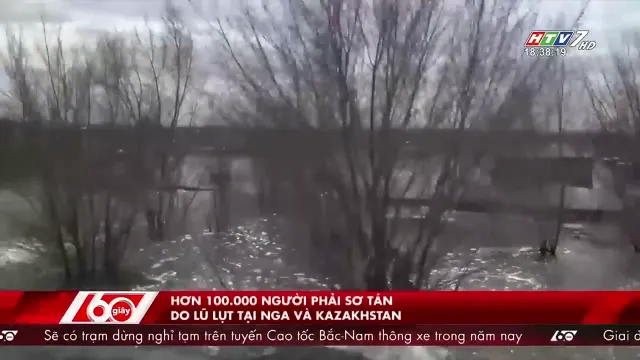 HTV7 HD
18:38:19
60 giây
HƠN 100.000 NGƯỜI PHẢI SƠ TÁN
DO LŨ LỤT TẠI NGA VÀ KAZAKHSTAN
60 Sẽ có trạm dừng nghỉ tạm trên tuyến Cao tốc Bắc-Nam thông xe trong năm nay 60 Giai đ